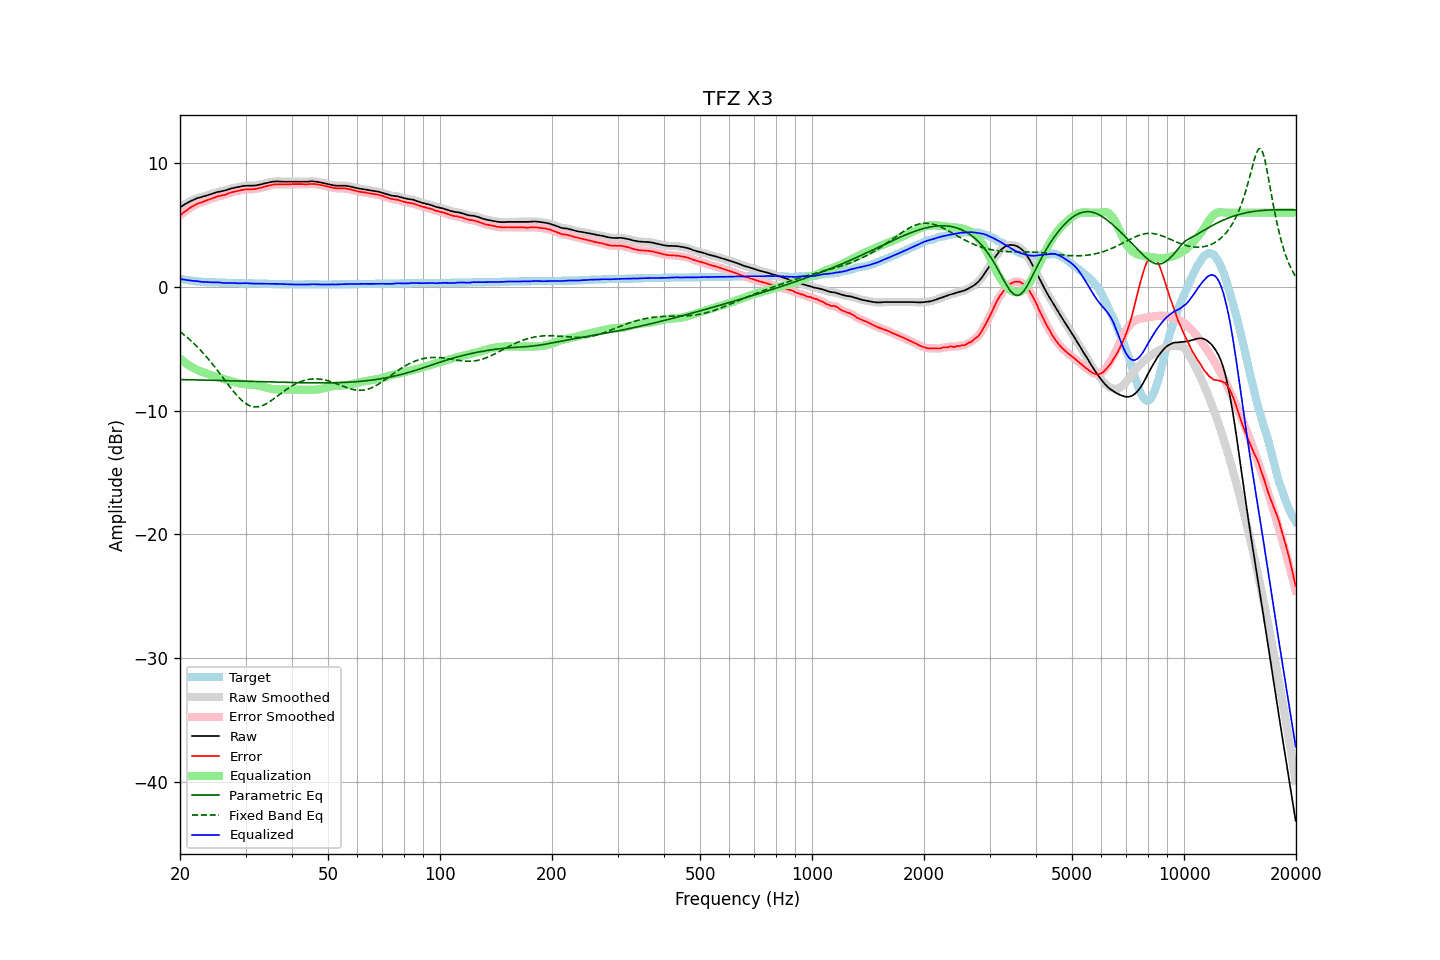 TFZ X3
Amplitude (dBr)
10
0
−10
−20
−30
−40
Target
Raw Smoothed
Error Smoothed
Raw
Error
Equalization
Parametric Eq
Fixed Band Eq
Equalized
20 50 100 200 500 1000 2000 5000 10000 20000
Frequency (Hz)